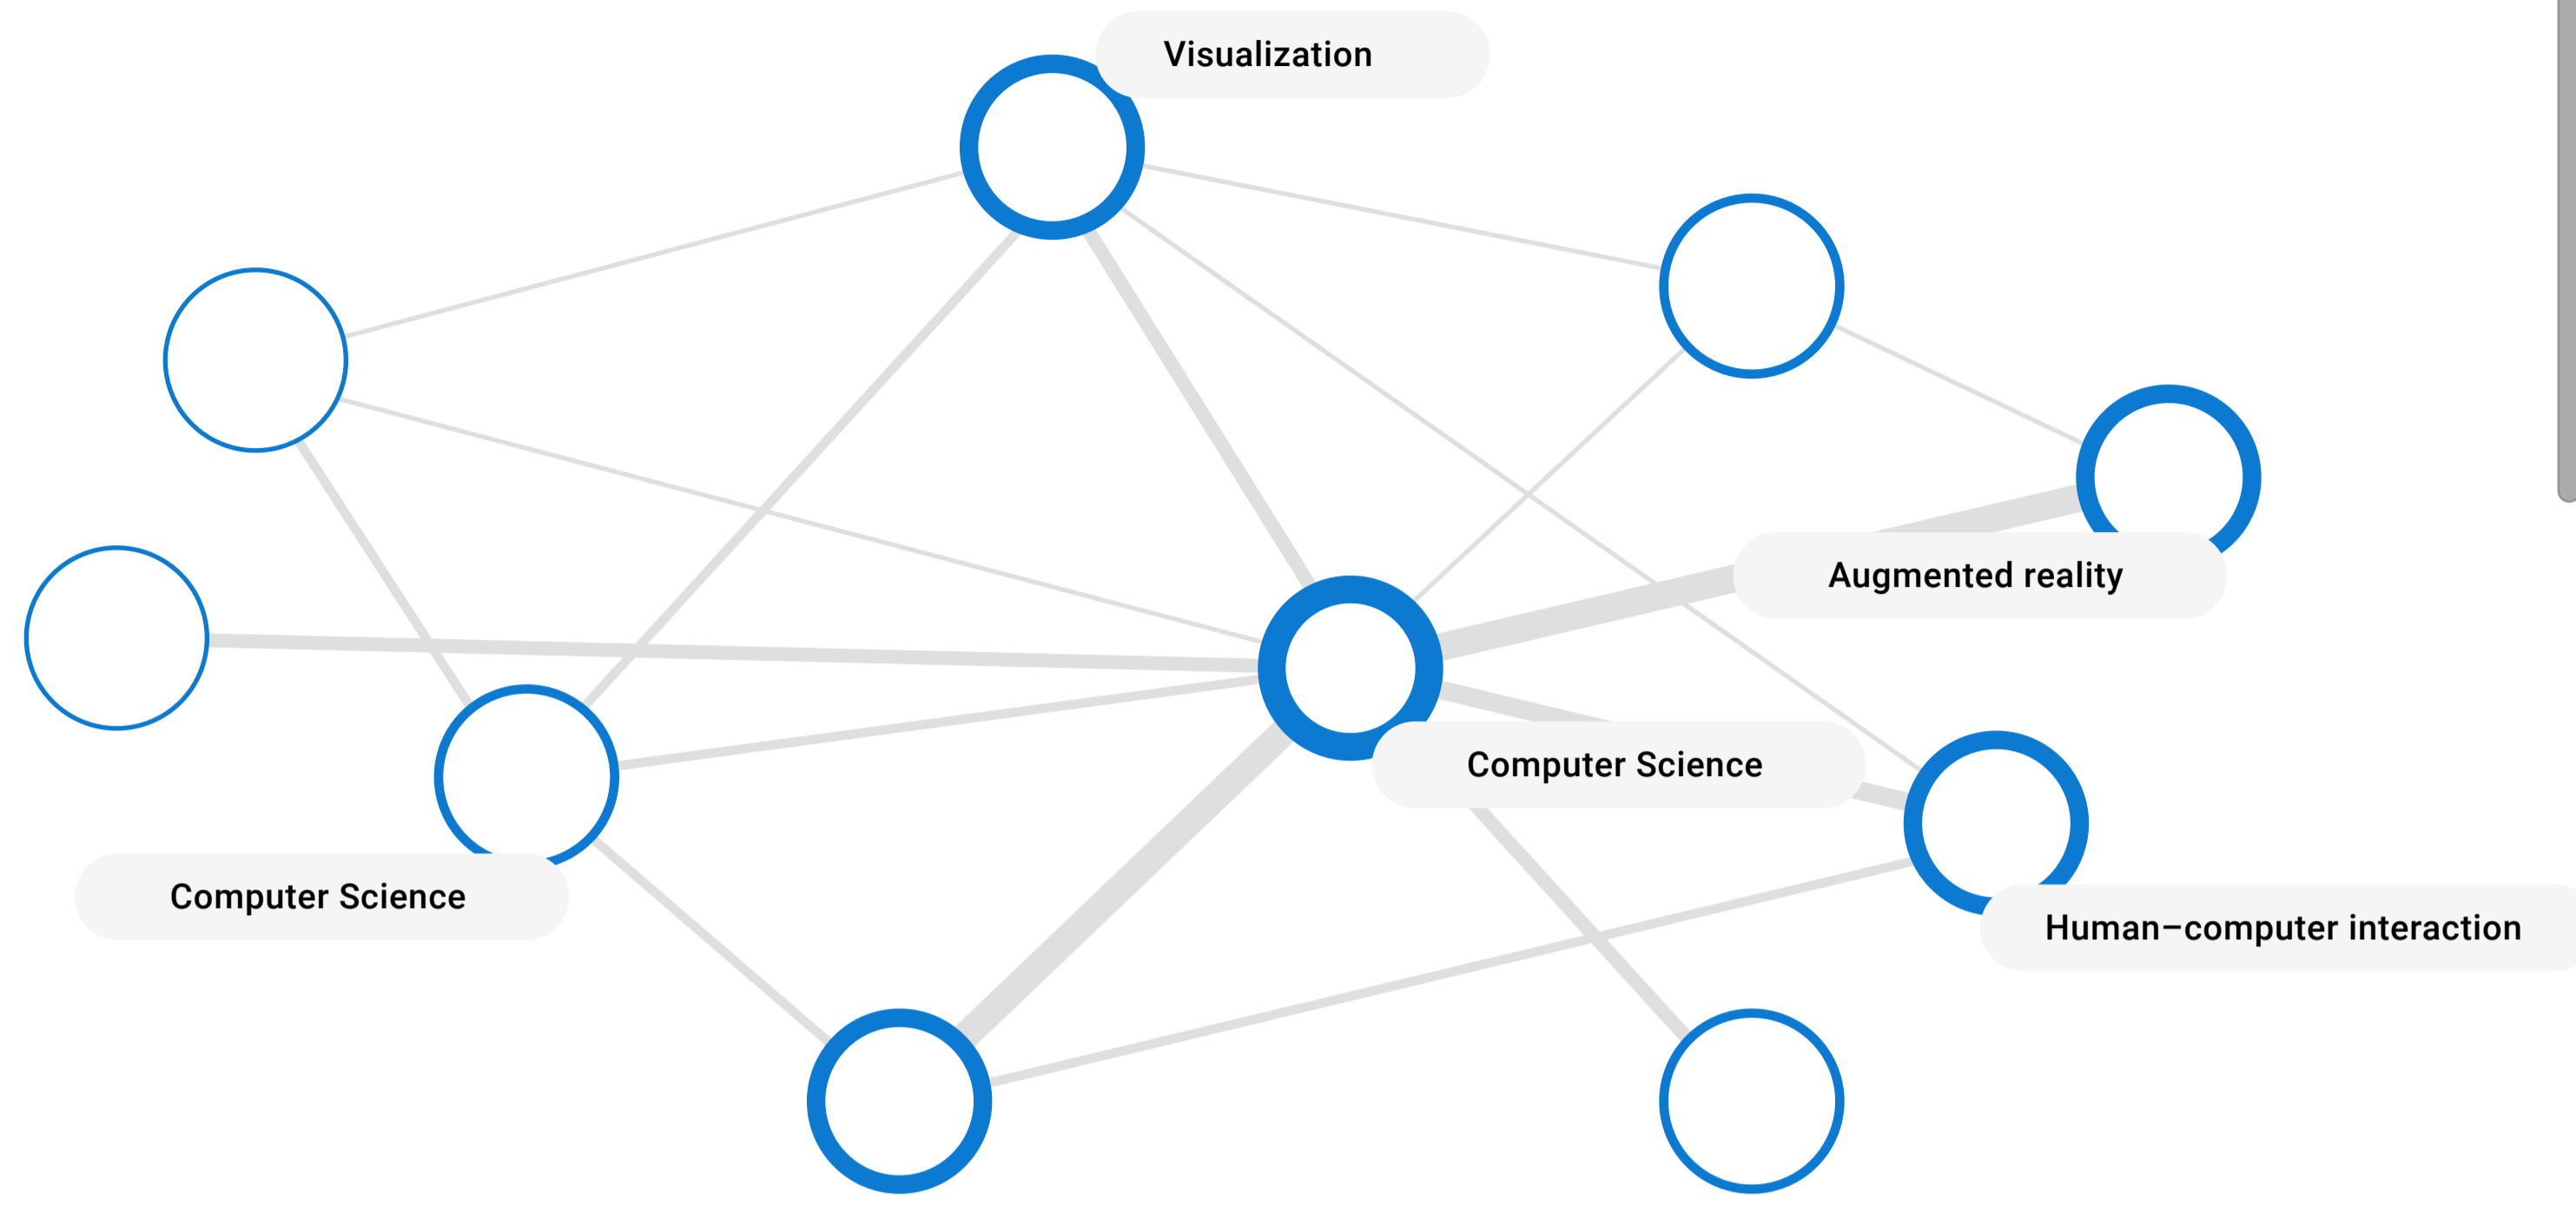 Visualization
Augmented reality
Computer Science
Computer Science
Human–computer interaction